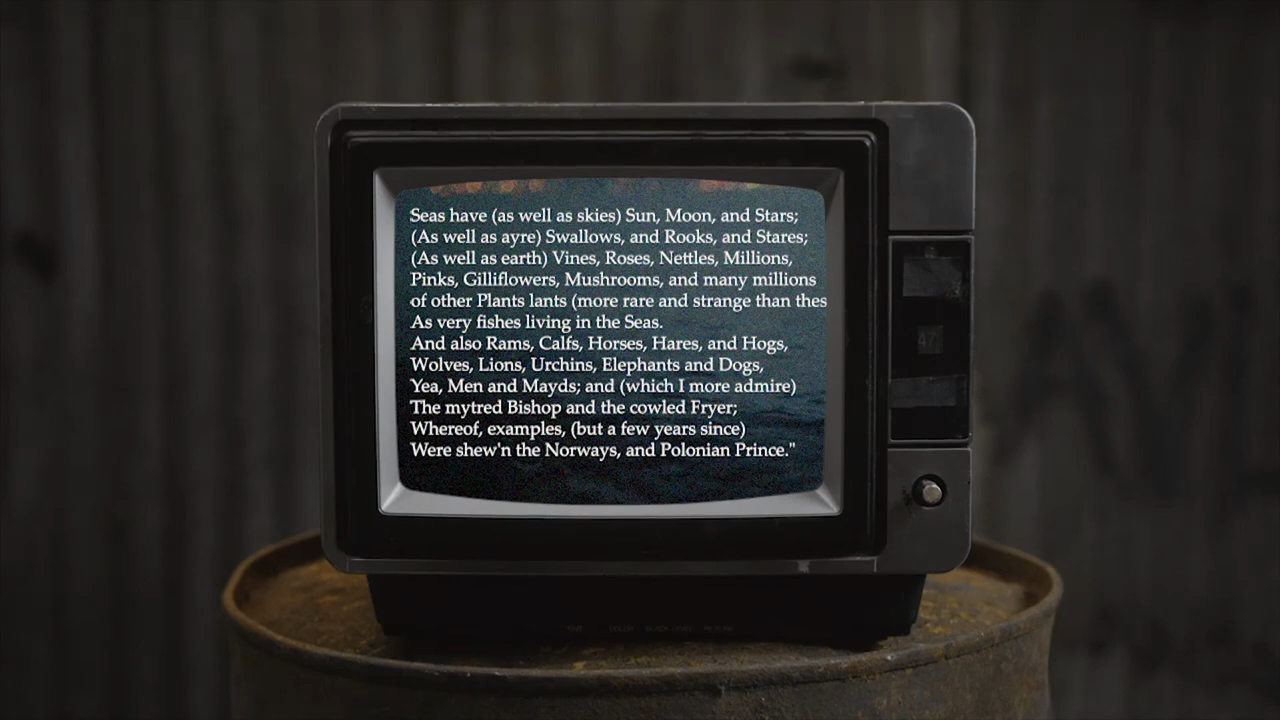 Seas have (as well as skies) Sun, Moon, and Stars;
(As well as ayre) Swallows, and Rooks, and Stares;
(As well as earth) Vines, Roses, Nettles, Millions,
Pinks, Gilliflowers, Mushrooms, and many millions
of other Plants lants (more rare and strange than thes
As very fishes living in the Seas.
And also Rams, Calfs, Horses, Hares, and Hogs,
Wolves, Lions, Urchins, Elephants and Dogs,
Yea, Men and Mayds; and (which I more admire)
The mytred Bishop and the cowled Fryer;
Whereof, examples, (but a few years since)
Were shew'n the Norways, and Polonian Prince."
47